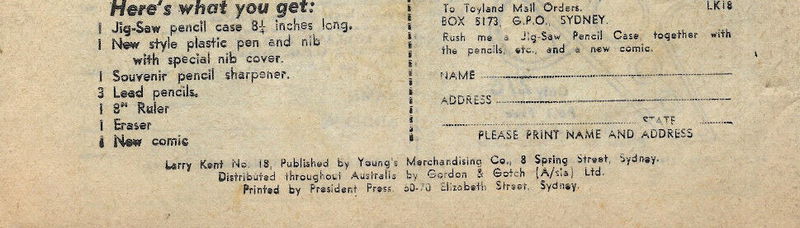 Here's what you get:
1 Jig-Saw pencil case 8½ inches long.
1 New style plastic pen and nib
with special nib cover.
1 Souvenir pencil sharpener.
3 Lead pencils.
1 8" Ruler
1 Eraser
1 New comic
To Toyland Mail Orders. LK18
BOX 5173, G.P.O., SYDNEY.
Rush me a Jig-Saw Pencil Case together with
the pencils, etc., and a new comic.
NAME
ADDRESS
STATE
PLEASE PRINT NAME AND ADDRESS
Larry Kent No. 18, Published by Young's Merchandising Co., 8 Spring Street, Sydney.
Distributed throughout Australia by Gordon & Gotch (A/sia) Ltd.
Printed by President Press, 60-70 Elizabeth Street, Sydney.